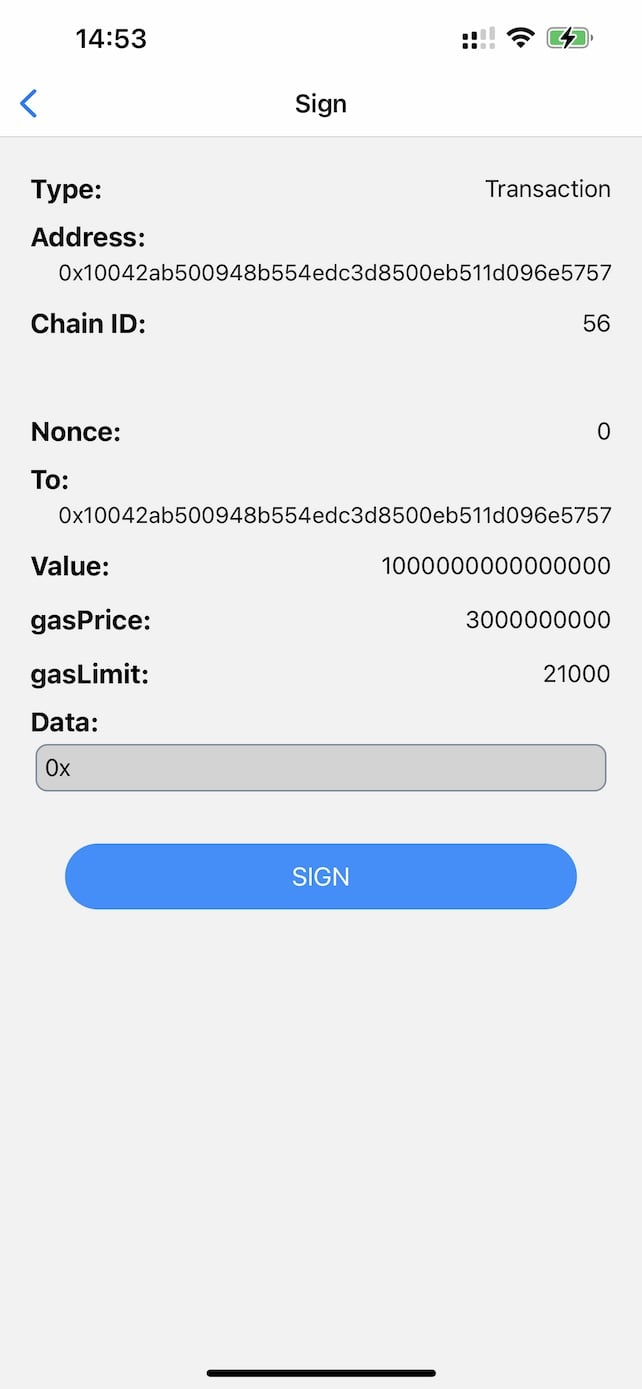 14:53
Sign
Type: Transaction
Address:
0x10042ab500948b554edc3d8500eb511d096e5757
Chain ID: 56
Nonce: 0
To:
0x10042ab500948b554edc3d8500eb511d096e5757
Value: 1000000000000000
gasPrice: 3000000000
gasLimit: 21000
Data:
0x
SIGN